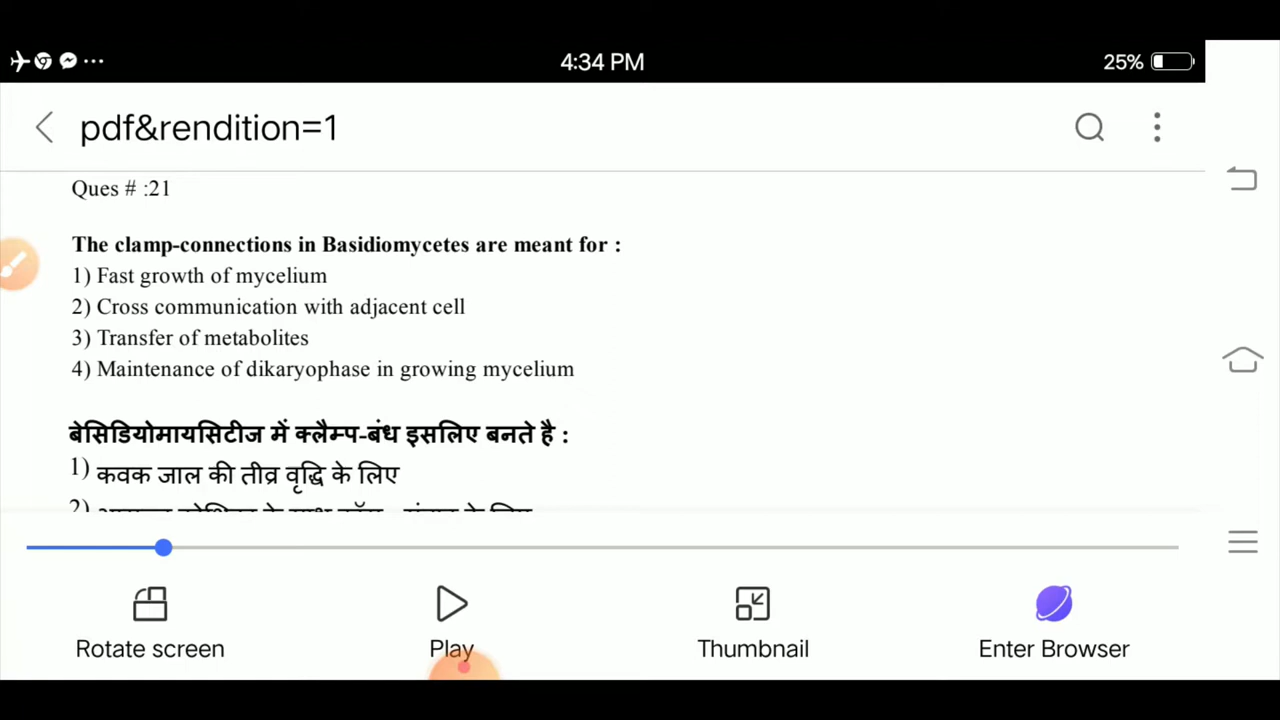 4:34 PM
25%
pdf&rendition=1
Ques # :21
The clamp-connections in Basidiomycetes are meant for :
1) Fast growth of mycelium
2) Cross communication with adjacent cell
3) Transfer of metabolites
4) Maintenance of dikaryophase in growing mycelium
बेसिडियोमायसिटीज में क्लैम्प-बंध इसलिए बनते है :
1) कवक जाल की तीव्र वृद्धि के लिए
2)
Rotate screen
Play
Thumbnail
Enter Browser